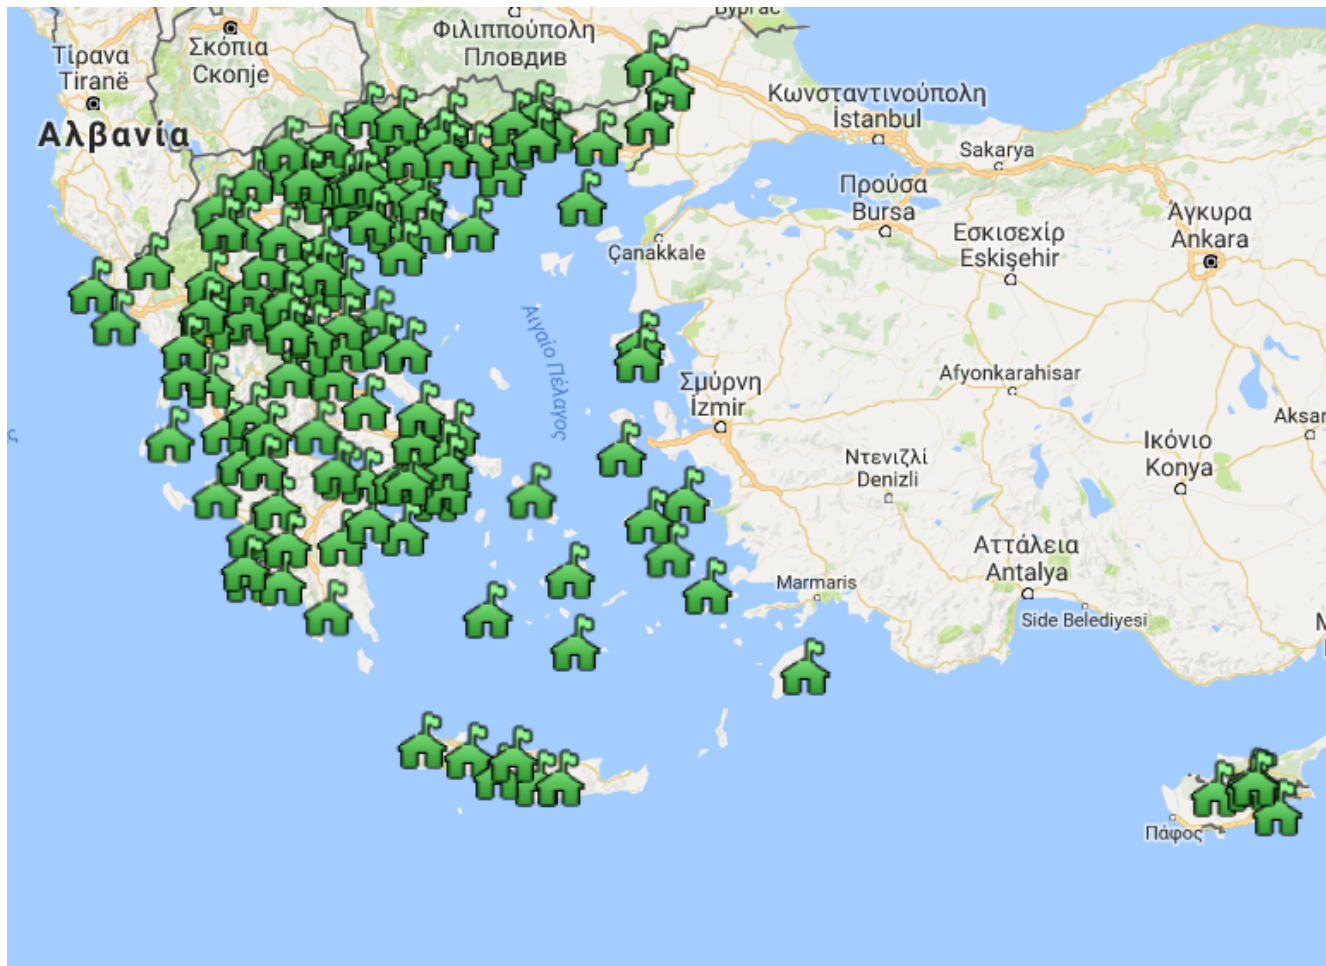 Φιλιππούπολη
Пловдив
Σκόπια
Скопје
Τίρανα
Tiranë
Αλβανία
Κωνσταντινούπολη
İstanbul
Sakarya
Προύσα
Bursa
Άγκυρα
Ankara
Εσκισεχίρ
Eskişehir
Çanakkale
Αιγαίο Πέλαγος
Σμύρνη
İzmir
Afyonkarahisar
Aksar
Ικόνιο
Konya
Ντενιζλί
Denizli
Αττάλεια
Antalya
Marmaris
Side Belediyesi
Πάφος